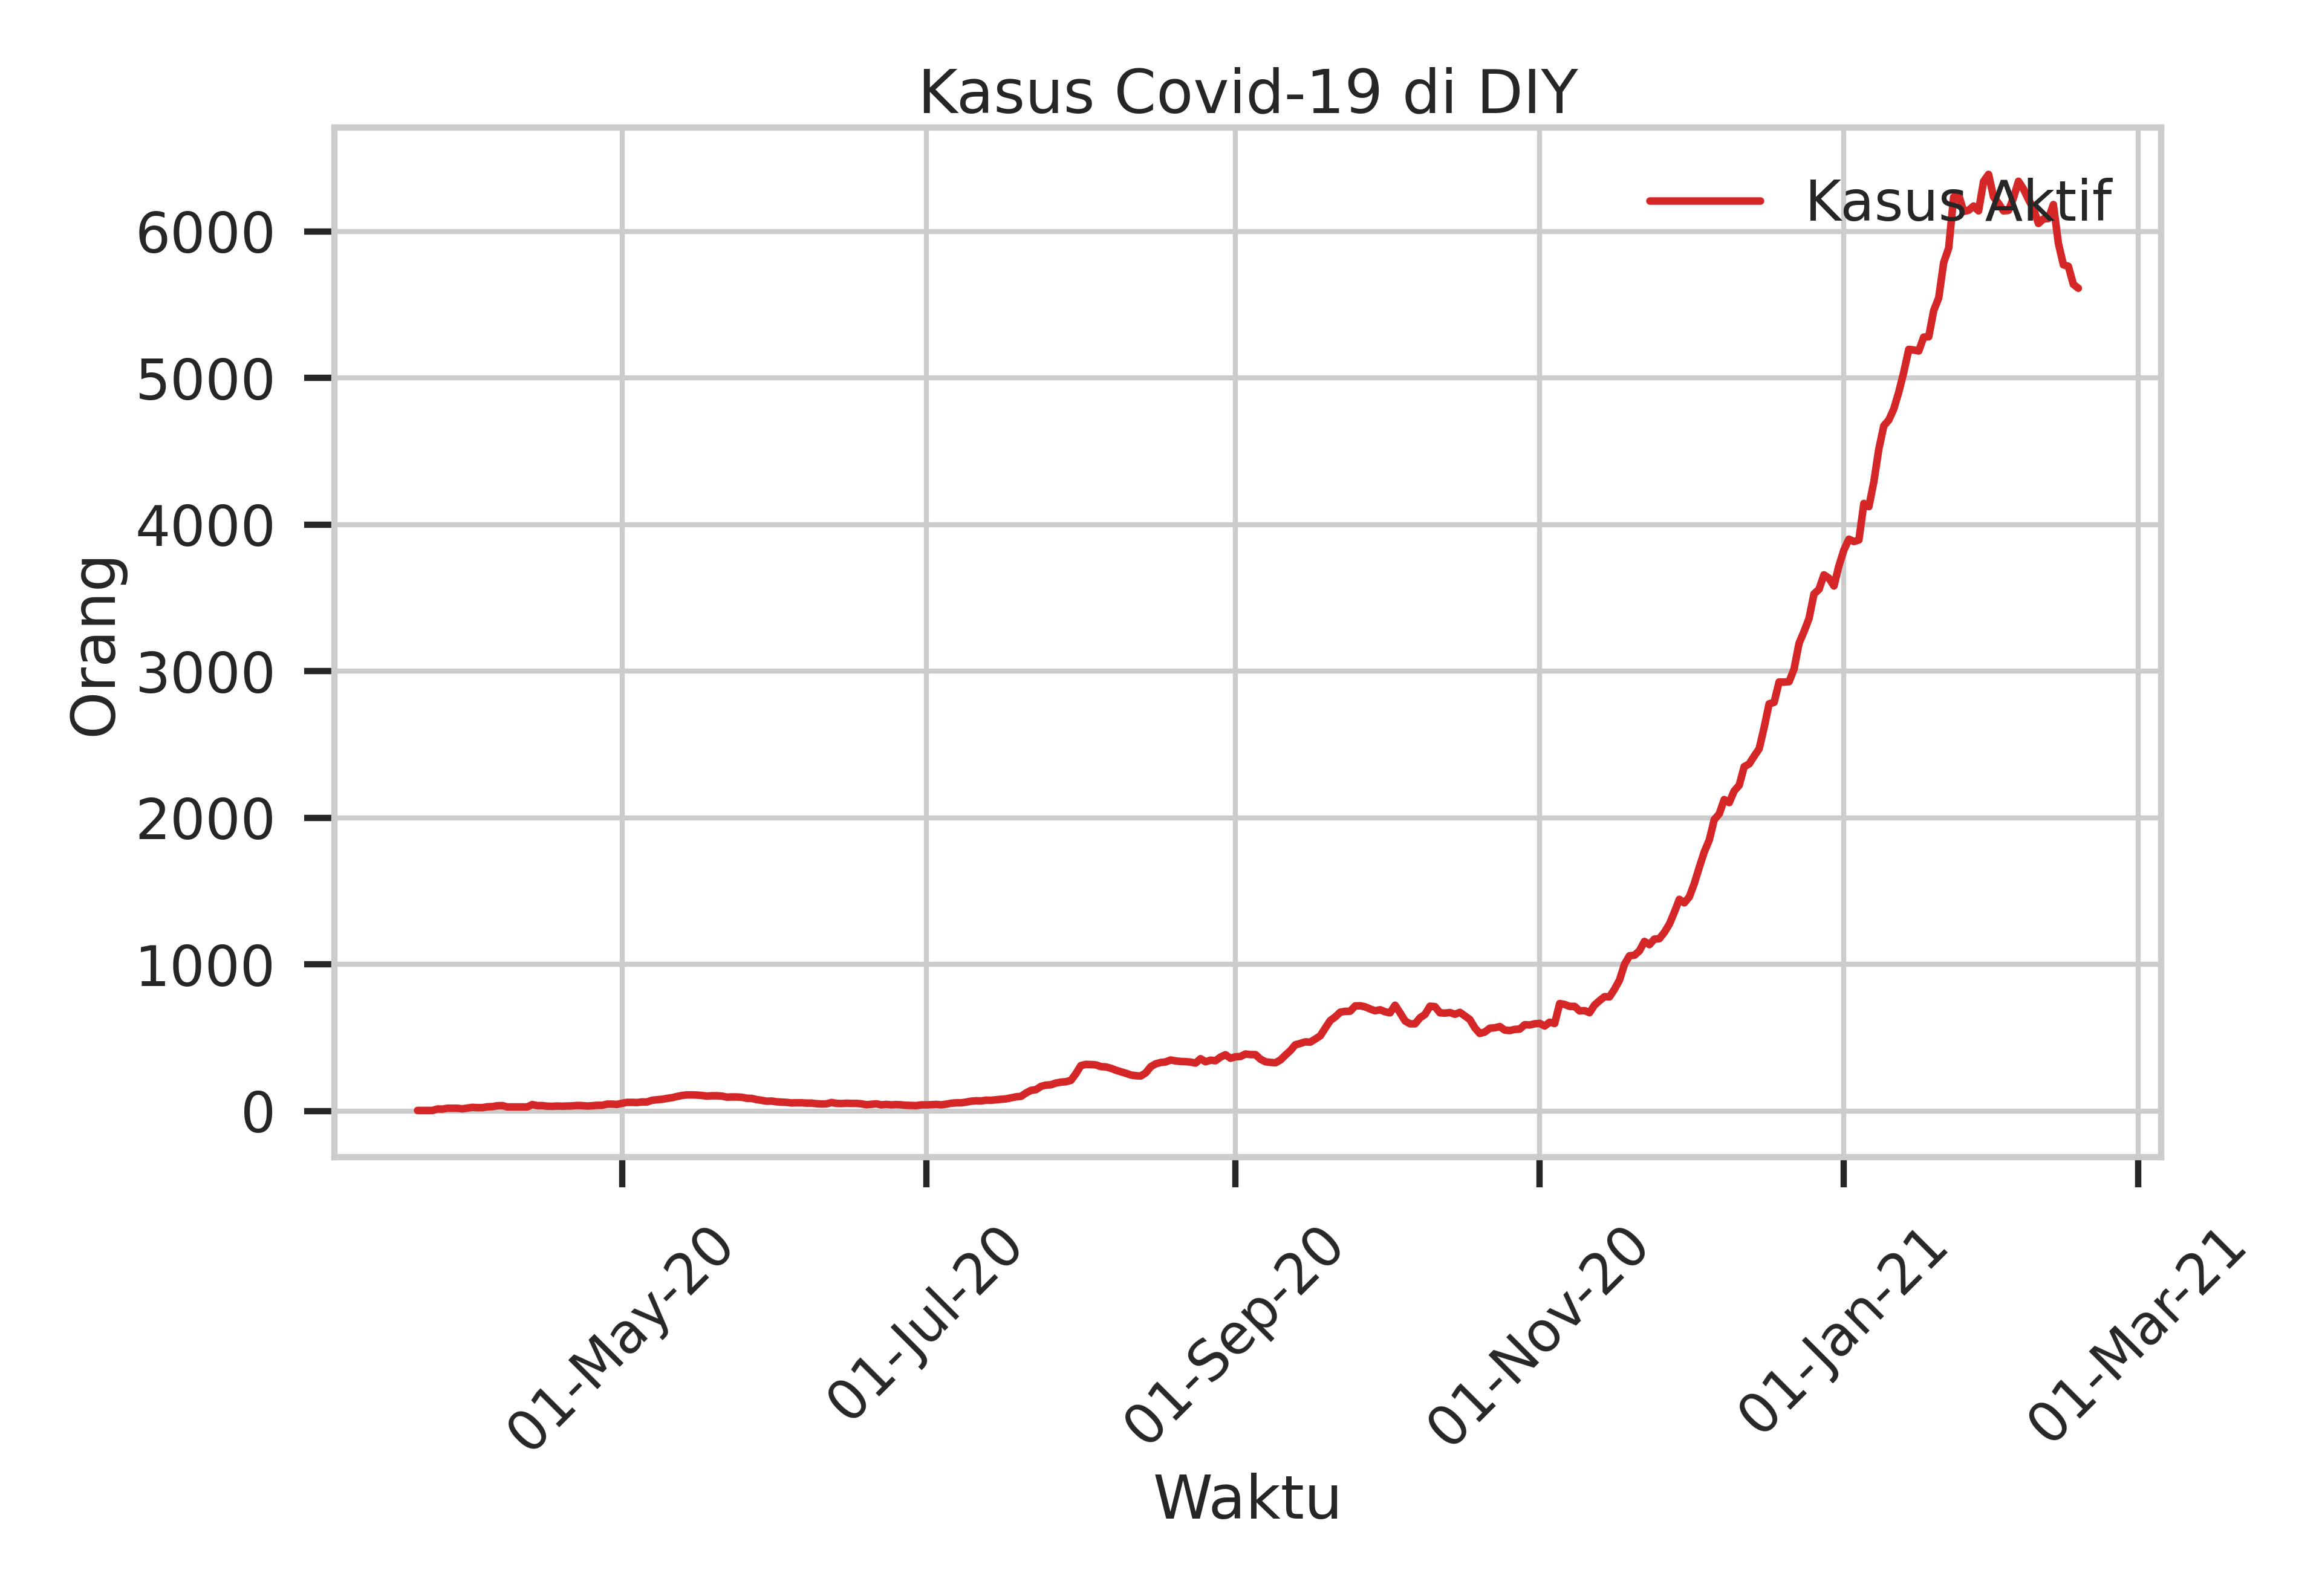 Kasus Covid-19 di DIY
Kasus Aktif
6000
5000
4000
3000
2000
1000
0
Orang
01-May-20
01-Jul-20
01-Sep-20
01-Nov-20
01-Jan-21
01-Mar-21
Waktu